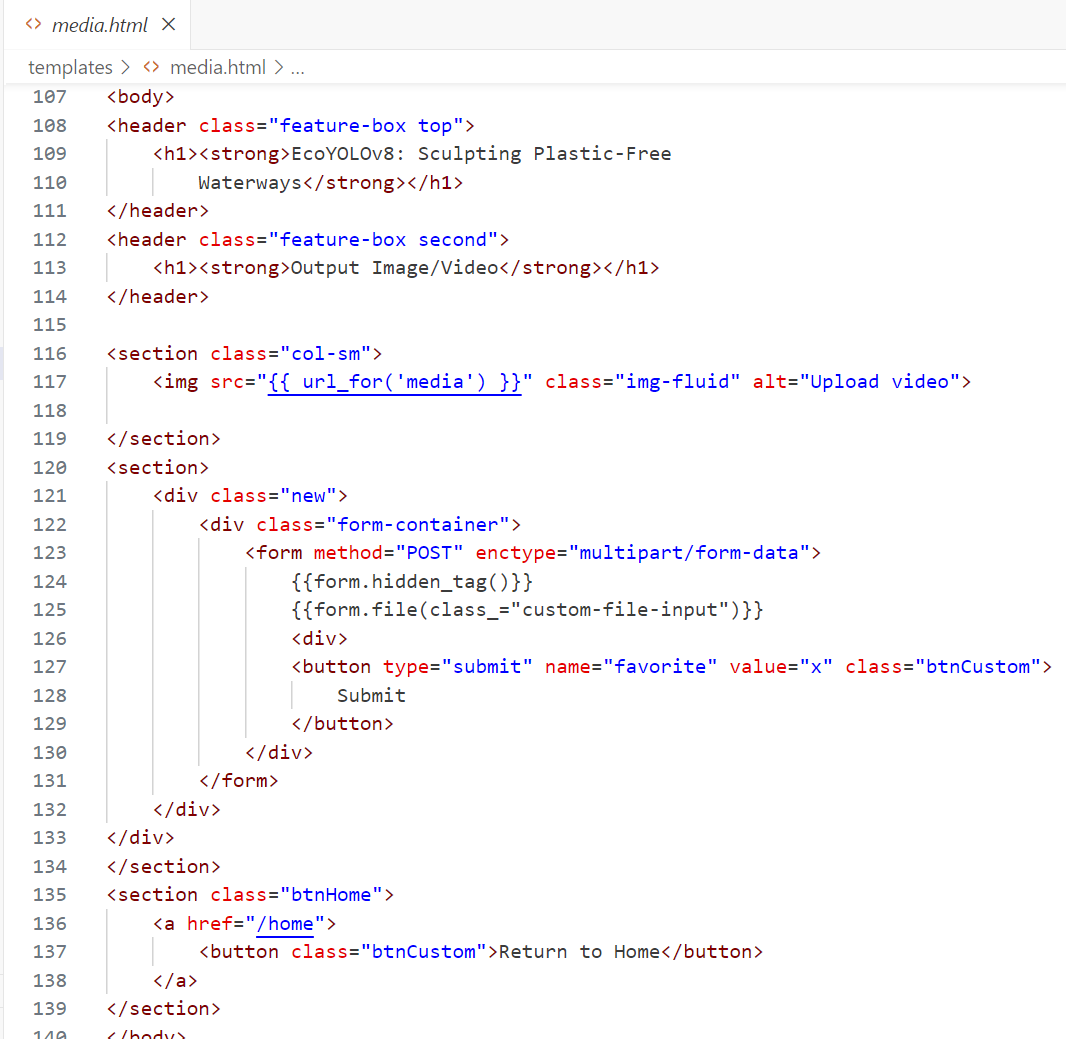 media.html
templates > media.html > ...
107 <body>
108 <header class="feature-box top">
109     <h1><strong>EcoYOLOv8: Sculpting Plastic-Free
110         Waterways</strong></h1>
111 </header>
112 <header class="feature-box second">
113     <h1><strong>Output Image/Video</strong></h1>
114 </header>
115
116 <section class="col-sm">
117     <img src="{{ url_for('media') }}" class="img-fluid" alt="Upload video">
118
119 </section>
120 <section>
121     <div class="new">
122         <div class="form-container">
123             <form method="POST" enctype="multipart/form-data">
124                 {{form.hidden_tag()}}
125                 {{form.file(class_="custom-file-input")}}
126                 <div>
127                 <button type="submit" name="favorite" value="x" class="btnCustom">
128                     Submit
129                 </button>
130             </div>
131         </form>
132     </div>
133 </div>
134 </section>
135 <section class="btnHome">
136     <a href="/home">
137         <button class="btnCustom">Return to Home</button>
138     </a>
139 </section>
140 </body>